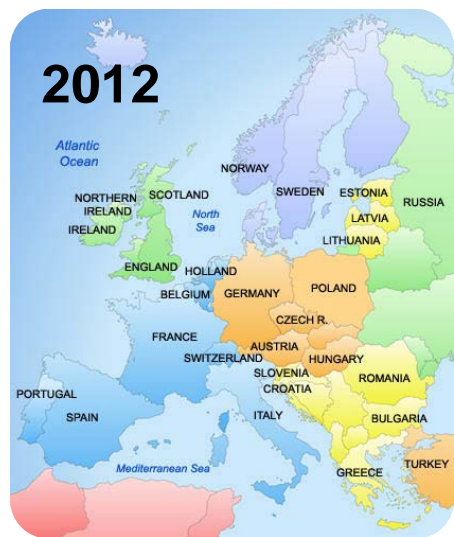 2012
Atlantic
Ocean
NORWAY
SWEDEN
ESTONIA
RUSSIA
NORTHERN
IRELAND
SCOTLAND
LATVIA
North
Sea
IRELAND
LITHUANIA
ENGLAND
HOLLAND
BELGIUM
GERMANY
POLAND
CZECH R.
FRANCE
AUSTRIA
SWITZERLAND
HUNGARY
SLOVENIA
ROMANIA
CROATIA
PORTUGAL
SPAIN
ITALY
BULGARIA
Mediterranean Sea
GREECE
TURKEY